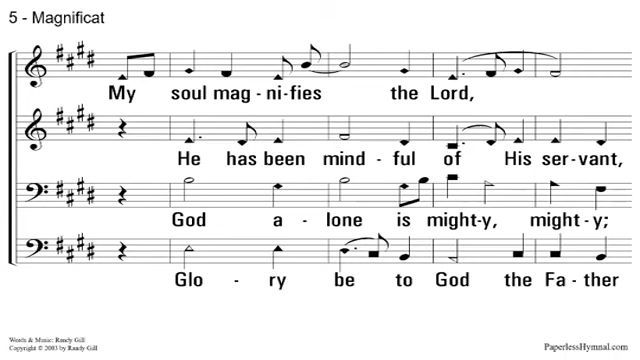 5 - Magnificat
My soul mag - ni-fies the Lord,
He has been mind - ful of His ser-vant,
God a - lone is might-y, might-y;
Glo - ry be to God the Fa - ther
Words & Music: Randy Gill
Copyright © 2003 by Randy Gill
PaperlessHymnal.com